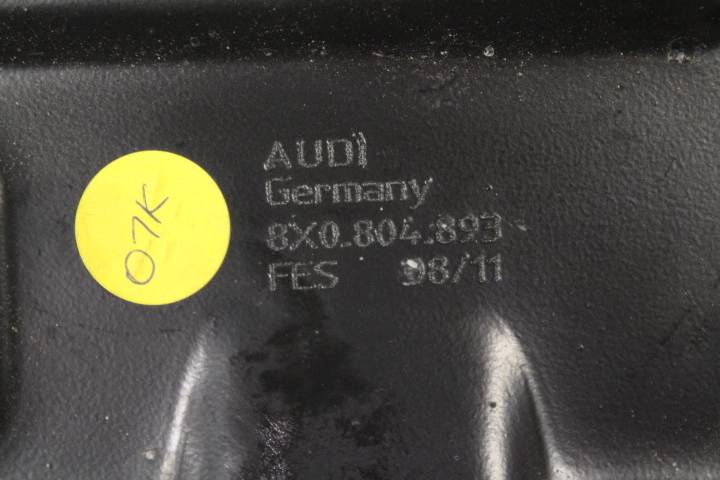 AUDI
Germany
8X0.804.893
FES 08/11
07K